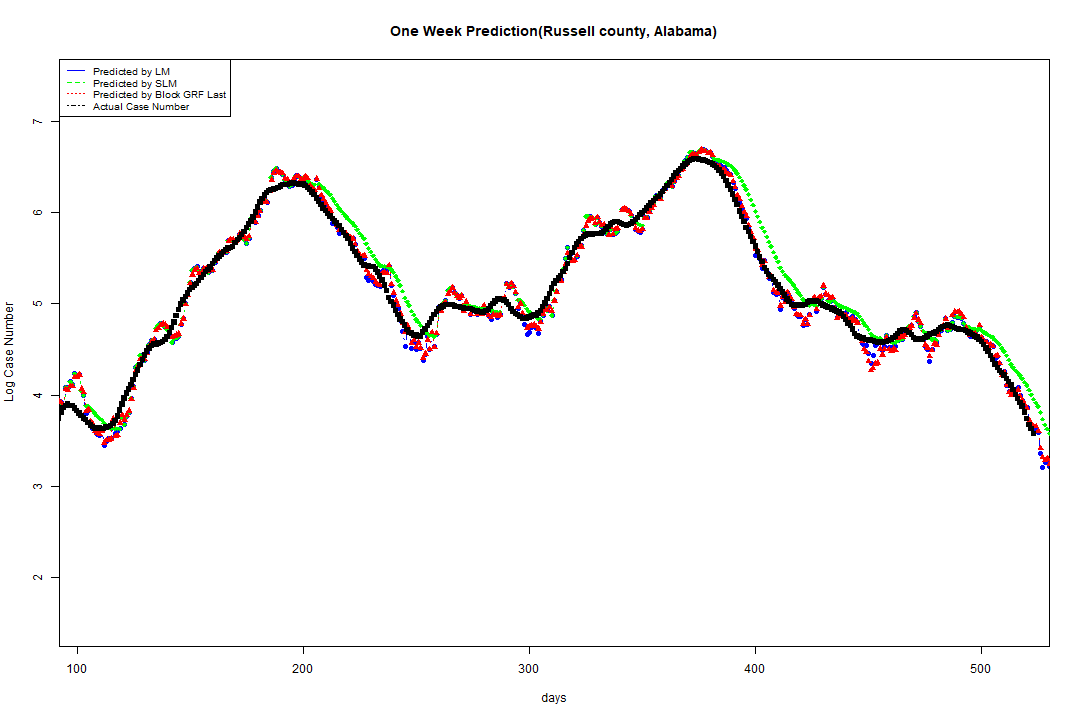 One Week Prediction(Russell county, Alabama)
Predicted by LM
Predicted by SLM
Predicted by Block GRF Last
Actual Case Number
7
6
5
4
3
2
Log Case Number
100 200 300 400 500
days